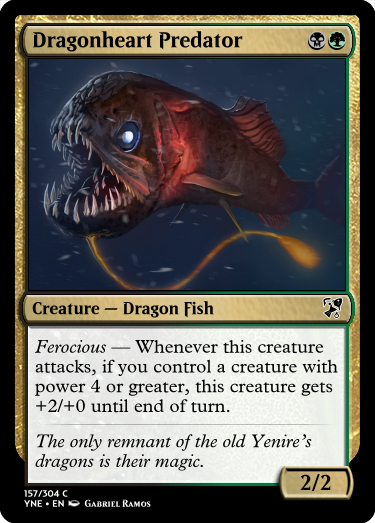 Dragonheart Predator
Creature — Dragon Fish
Ferocious — Whenever this creature
attacks, if you control a creature with
power 4 or greater, this creature gets
+2/+0 until end of turn.
The only remnant of the old Yenire's
dragons is their magic.
2/2
157/304 C
YNE • EN Gabriel Ramos